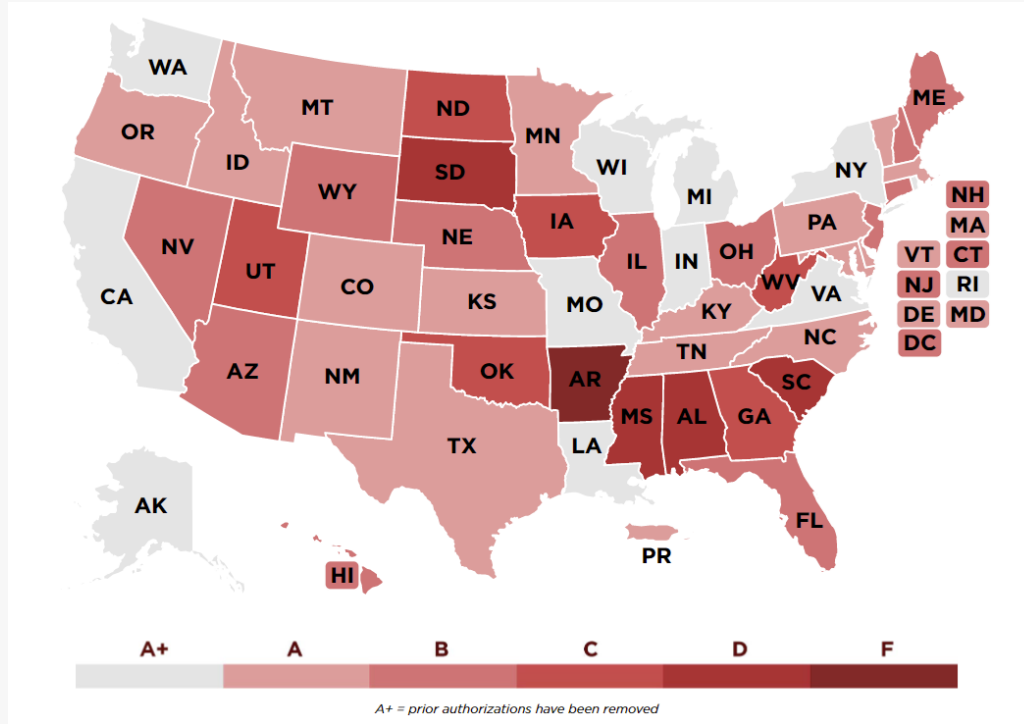 WA
MT
ND
MN
ME
OR
ID
WY
SD
WI
MI
NY
NV
UT
NE
IA
PA
NH
MA
VT
CT
CA
CO
KS
MO
IL
IN
OH
WV
VA
NJ
RI
KY
DE
MD
NC
DC
AZ
NM
OK
AR
TN
SC
TX
LA
MS
AL
GA
AK
FL
HI
PR
A+
A
B
C
D
F
A+ = prior authorizations have been removed